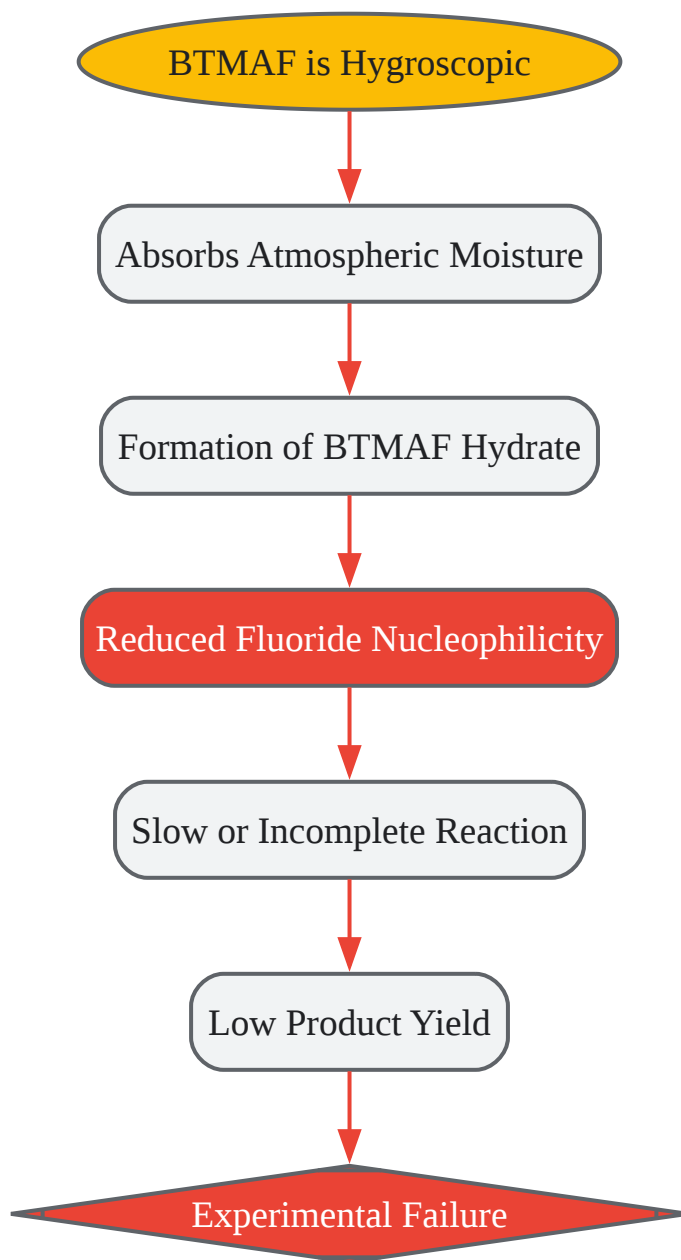 BTMAF is Hygroscopic
Absorbs Atmospheric Moisture
Formation of BTMAF Hydrate
Reduced Fluoride Nucleophilicity
Slow or Incomplete Reaction
Low Product Yield
Experimental Failure